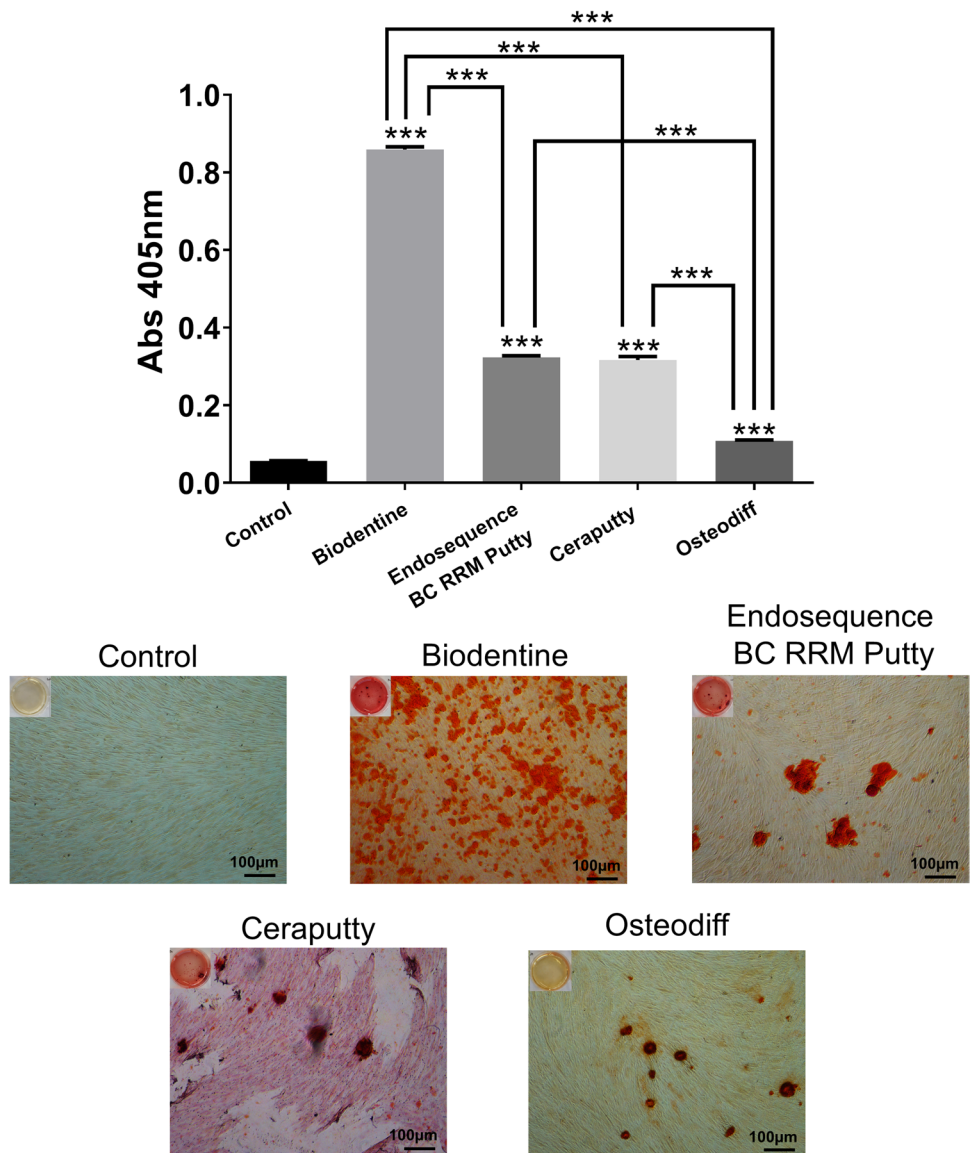 ***
***
***
***
***
***
***
***
***
Abs 405nm
1.0
0.8
0.6
0.4
0.2
0.0
Control
Biodentine
Endosequence
BC RRM Putty
Ceraputty
Osteodiff
Control
Biodentine
Endosequence
BC RRM Putty
100µm
100µm
100µm
Ceraputty
Osteodiff
100µm
100µm